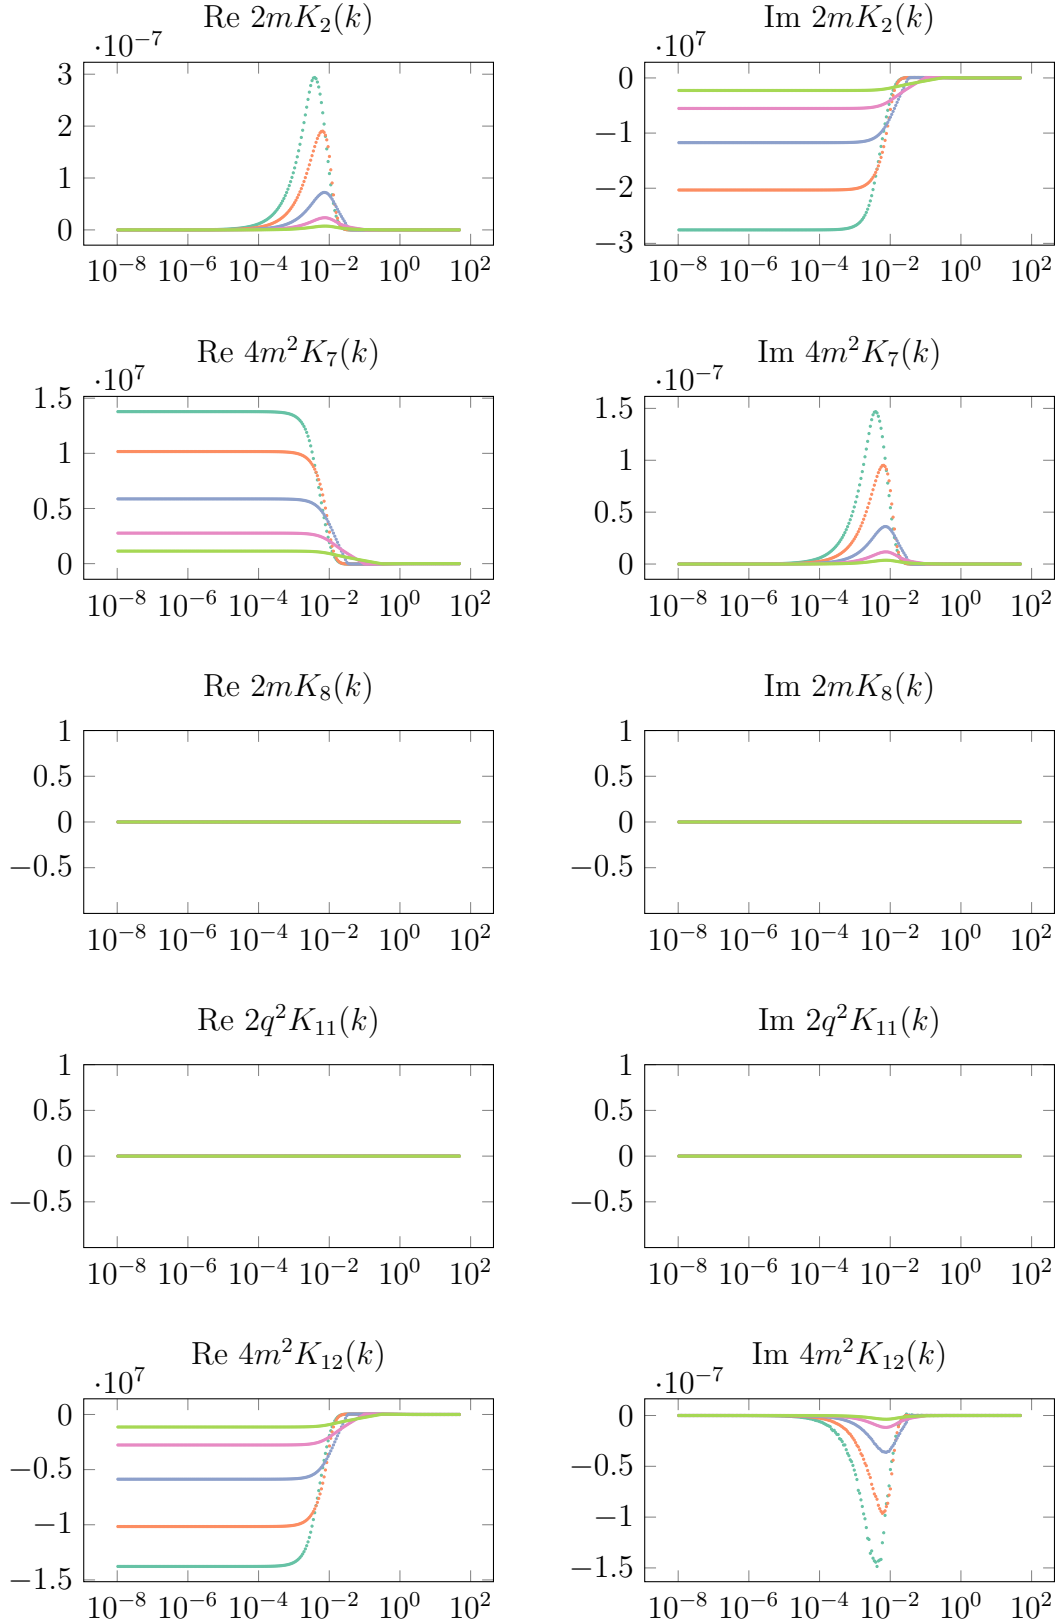 Re 2mK₂(k)
·10⁻⁷
3
2
1
0
10⁻⁸ 10⁻⁶ 10⁻⁴ 10⁻² 10⁰ 10²
Im 2mK₂(k)
·10⁷
0
−1
−2
−3
10⁻⁸ 10⁻⁶ 10⁻⁴ 10⁻² 10⁰ 10²
Re 4m²K₇(k)
·10⁷
1.5
1
0.5
0
10⁻⁸ 10⁻⁶ 10⁻⁴ 10⁻² 10⁰ 10²
Im 4m²K₇(k)
·10⁻⁷
1.5
1
0.5
0
10⁻⁸ 10⁻⁶ 10⁻⁴ 10⁻² 10⁰ 10²
Re 2mK₈(k)
1
0.5
0
−0.5
10⁻⁸ 10⁻⁶ 10⁻⁴ 10⁻² 10⁰ 10²
Im 2mK₈(k)
1
0.5
0
−0.5
10⁻⁸ 10⁻⁶ 10⁻⁴ 10⁻² 10⁰ 10²
Re 2q²K₁₁(k)
1
0.5
0
−0.5
10⁻⁸ 10⁻⁶ 10⁻⁴ 10⁻² 10⁰ 10²
Im 2q²K₁₁(k)
1
0.5
0
−0.5
10⁻⁸ 10⁻⁶ 10⁻⁴ 10⁻² 10⁰ 10²
Re 4m²K₁₂(k)
·10⁷
0
−0.5
−1
−1.5
10⁻⁸ 10⁻⁶ 10⁻⁴ 10⁻² 10⁰ 10²
Im 4m²K₁₂(k)
·10⁻⁷
0
−0.5
−1
−1.5
10⁻⁸ 10⁻⁶ 10⁻⁴ 10⁻² 10⁰ 10²